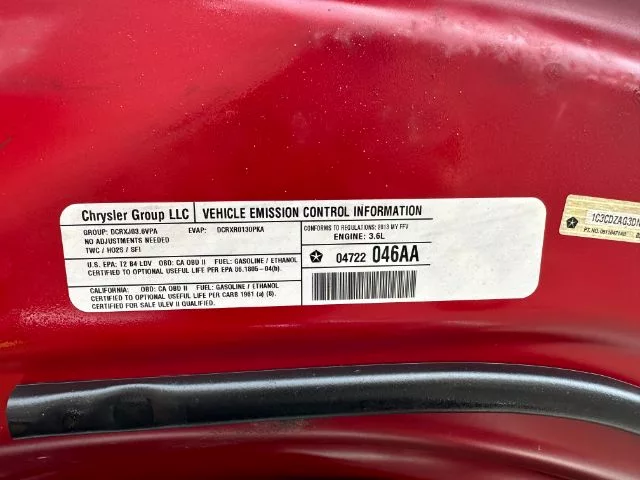 Chrysler Group LLC VEHICLE EMISSION CONTROL INFORMATION
GROUP: DCRXJ03.6VPA EVAP: DCRXR0130PKA
NO ADJUSTMENTS NEEDED
TWC / HO2S / SFI
CONFORMS TO REGULATIONS: 2013 MY FFV
ENGINE: 3.6L
04722 046AA
U.S. EPA: T2 B4 LDV OBD: CA OBD II FUEL: GASOLINE / ETHANOL
CERTIFIED TO OPTIONAL USEFUL LIFE PER EPA 86.1805-04(b).
CALIFORNIA: OBD: CA OBD II FUEL: GASOLINE / ETHANOL
CERTIFIED TO OPTIONAL USEFUL LIFE PER CARB 1961 (a) (8).
CERTIFIED FOR SALE ULEV II QUALIFIED.
1C3CDZAG3DN
PT. NO.